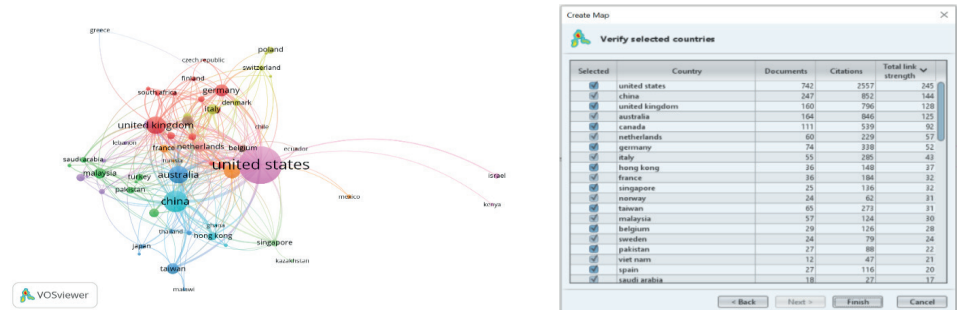 greece
poland
czech republic
switzerland
finland
south africa
germany
denmark
italy
united kingdom
chile
lebanon
france netherlands belgium
ecuador
saudi arabia
united states
malaysia
turkey
australia
israel
pakistan
mexico
china
kenya
ghana
thailand
hong kong
japan
singapore
kazakhstan
taiwan
malawi
VOSviewer
Create Map
Verify selected countries
Selected Country Documents Citations Total link strength
united states 742 2557 245
china 247 852 144
united kingdom 160 796 128
australia 164 846 125
canada 111 539 92
netherlands 60 229 57
germany 74 338 52
italy 55 285 43
hong kong 36 148 37
france 36 184 32
singapore 25 136 32
norway 24 62 31
taiwan 65 273 31
malaysia 57 124 30
belgium 29 126 28
sweden 24 79 24
pakistan 27 88 22
viet nam 12 47 21
spain 27 116 20
saudi arabia 18 27 17
< Back Next > Finish Cancel